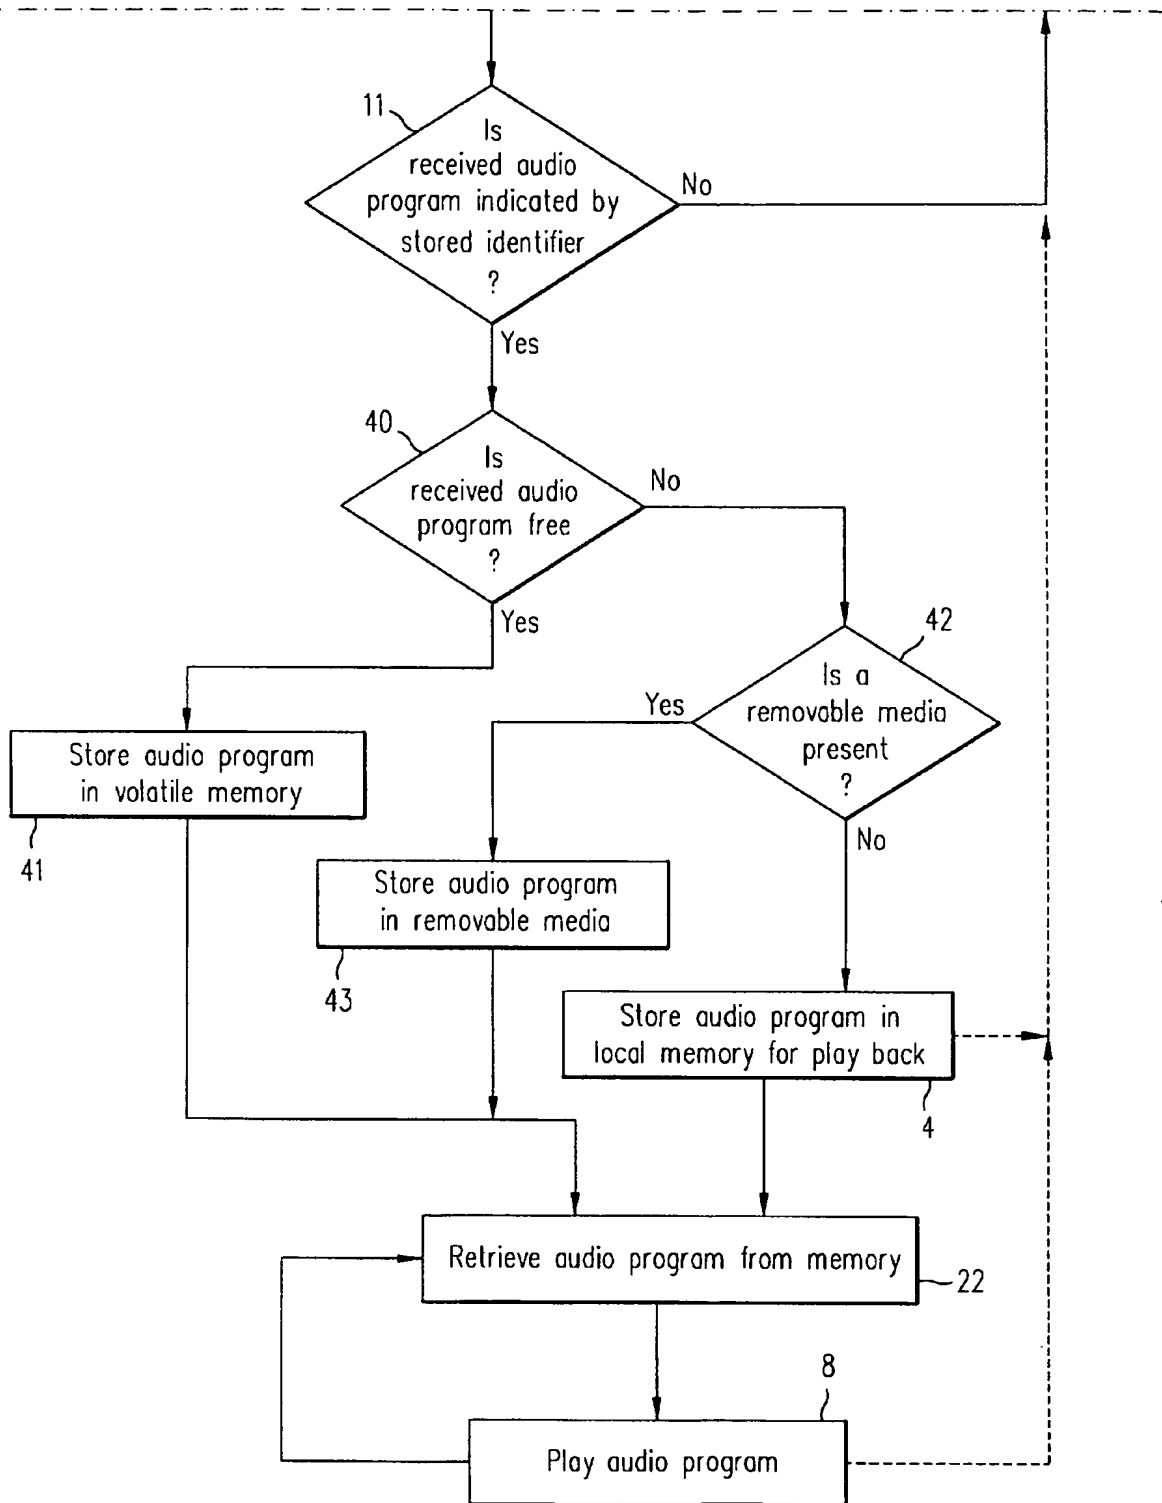 11
Is
received audio
program indicated by
stored identifier
?
No
Yes
40
Is
received audio
program free
?
No
Yes
42
Is a
removable media
present
?
Yes
No
Store audio program
in volatile memory
41
Store audio program
in removable media
43
Store audio program in
local memory for play back
4
Retrieve audio program from memory
22
8
Play audio program